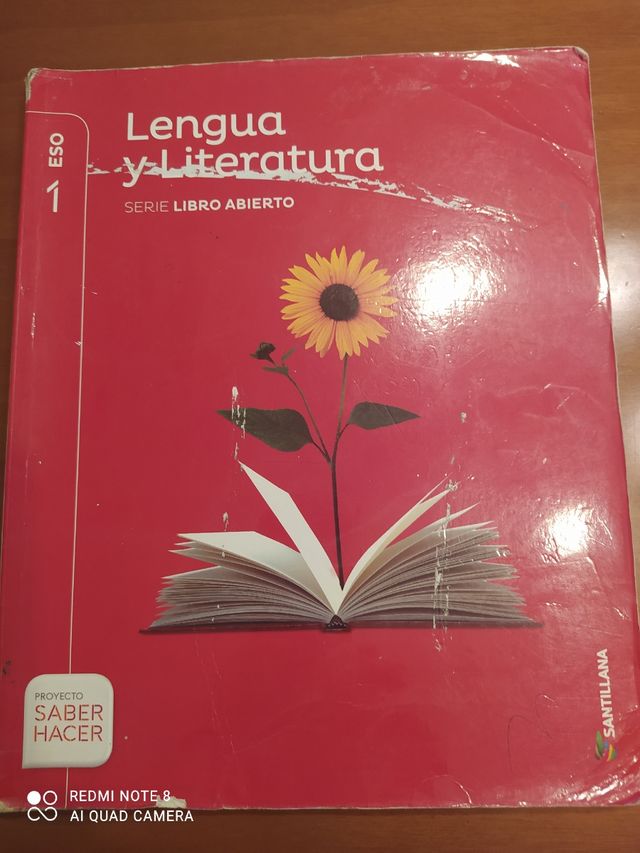 1 ESO
Lengua
y Literatura
SERIE LIBRO ABIERTO
PROYECTO
SABER
HACER
SANTILLANA
REDMI NOTE 8
AI QUAD CAMERA